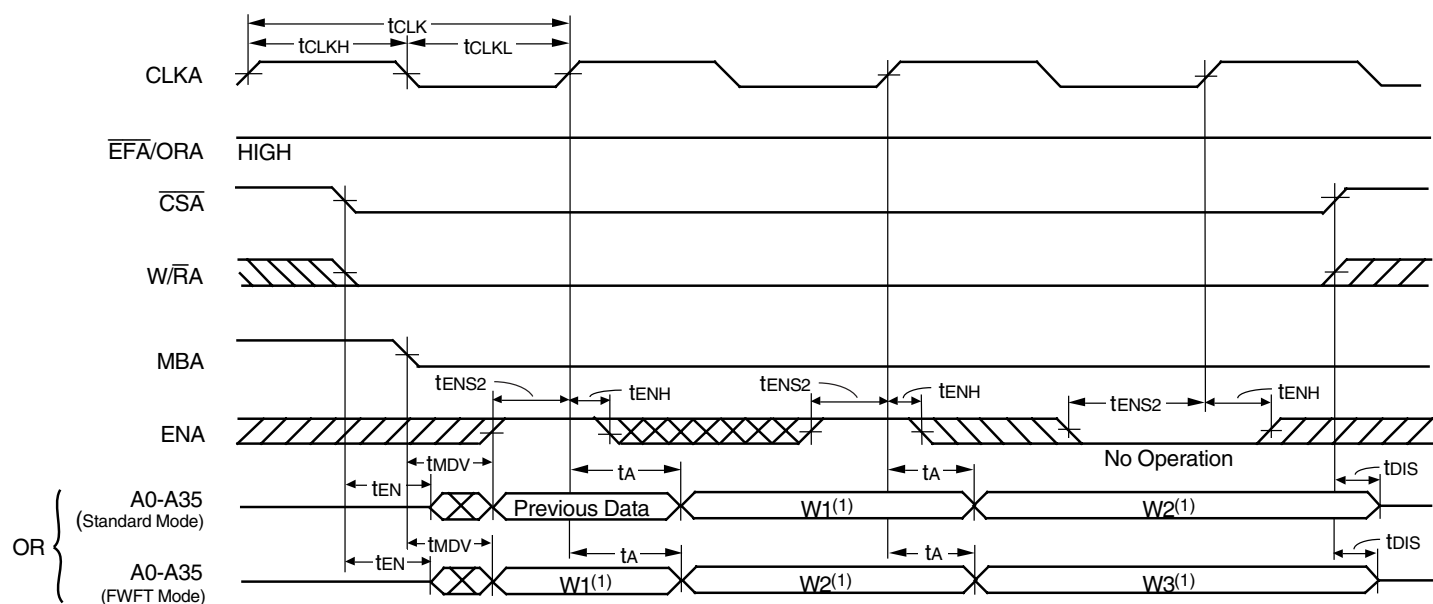 tCLK
tCLKH tCLKL
CLKA
EFA/ORA HIGH
CSA
W/RA
MBA
tENS2 tENH tENS2 tENH tENS2 tENH
ENA
No Operation
tMDV tA tA tDIS
tEN
A0-A35 Previous Data W1(1) W2(1)
(Standard Mode)
OR
tMDV tA tA tDIS
tEN
A0-A35 W1(1) W2(1) W3(1)
(FWFT Mode)